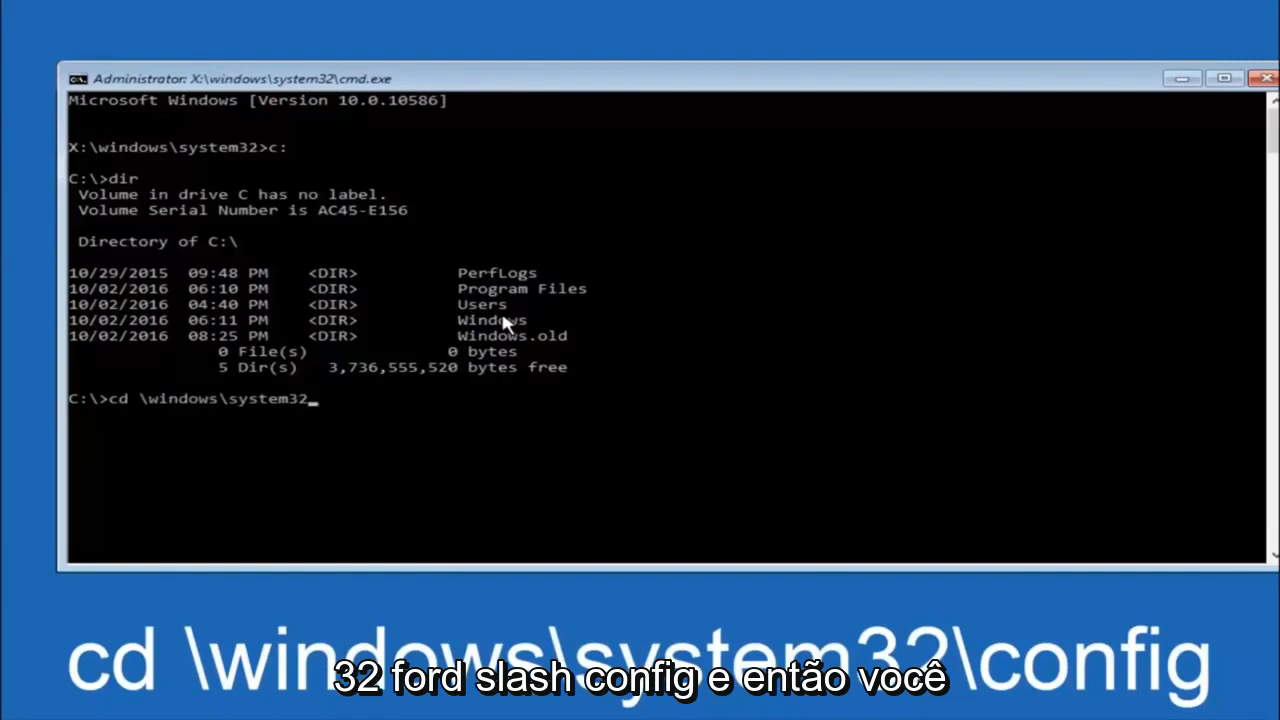 Administrator: X:\windows\system32\cmd.exe
Microsoft Windows [Version 10.0.10586]
X:\windows\system32>c:
C:\>dir
Volume in drive C has no label.
Volume Serial Number is AC45-E156
Directory of C:\
10/29/2015 09:48 PM <DIR> PerfLogs
10/02/2016 06:10 PM <DIR> Program Files
10/02/2016 04:40 PM <DIR> Users
10/02/2016 06:11 PM <DIR> Windows
10/02/2016 08:25 PM <DIR> Windows.old
0 File(s) 0 bytes
5 Dir(s) 3,736,555,520 bytes free
C:\>cd \windows\system32_
cd \windows\system32\config
32 ford slash config e então você